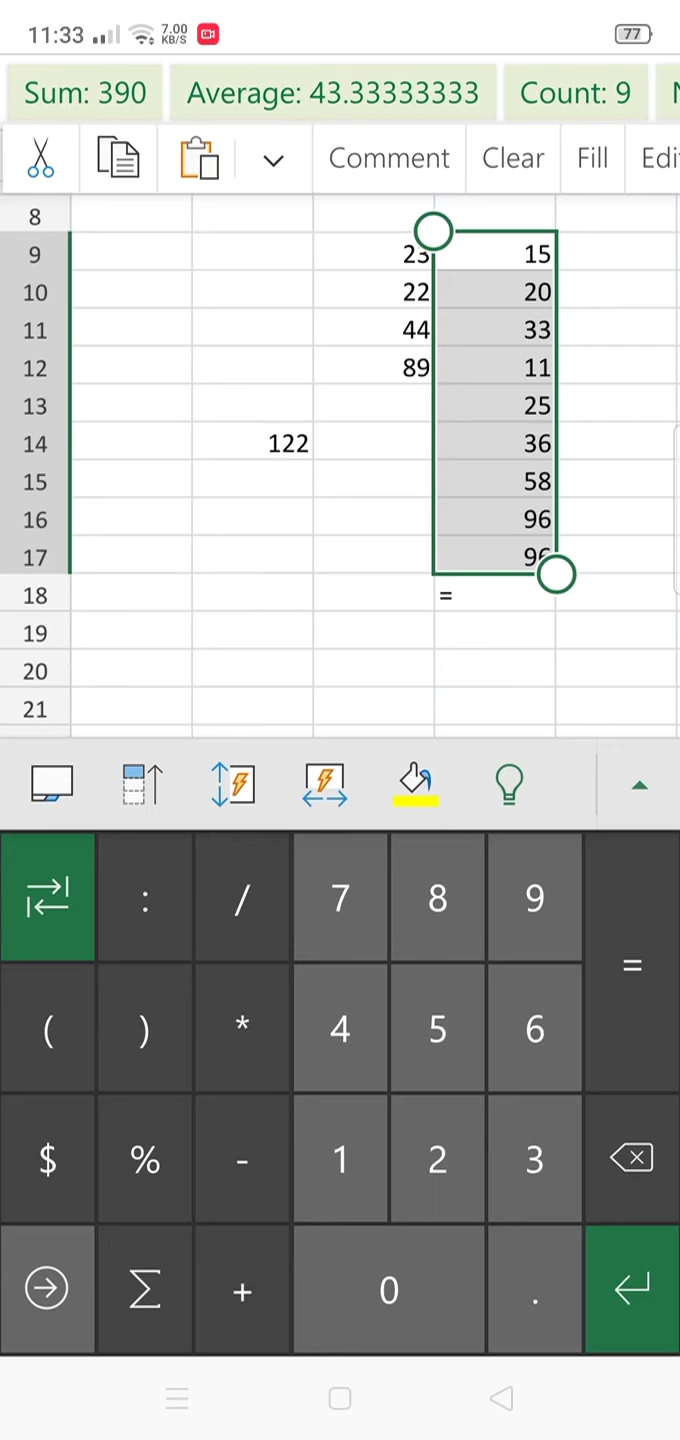 11:33 7.00 KB/S 77
Sum: 390 Average: 43.33333333 Count: 9
Comment Clear Fill Edi
8
9 23 15
10 22 20
11 44 33
12 89 11
13 25
14 122 36
15 58
16 96
17 96
18 =
19
20
21
: / 7 8 9
=
( ) * 4 5 6
$ % - 1 2 3
Σ + 0 .